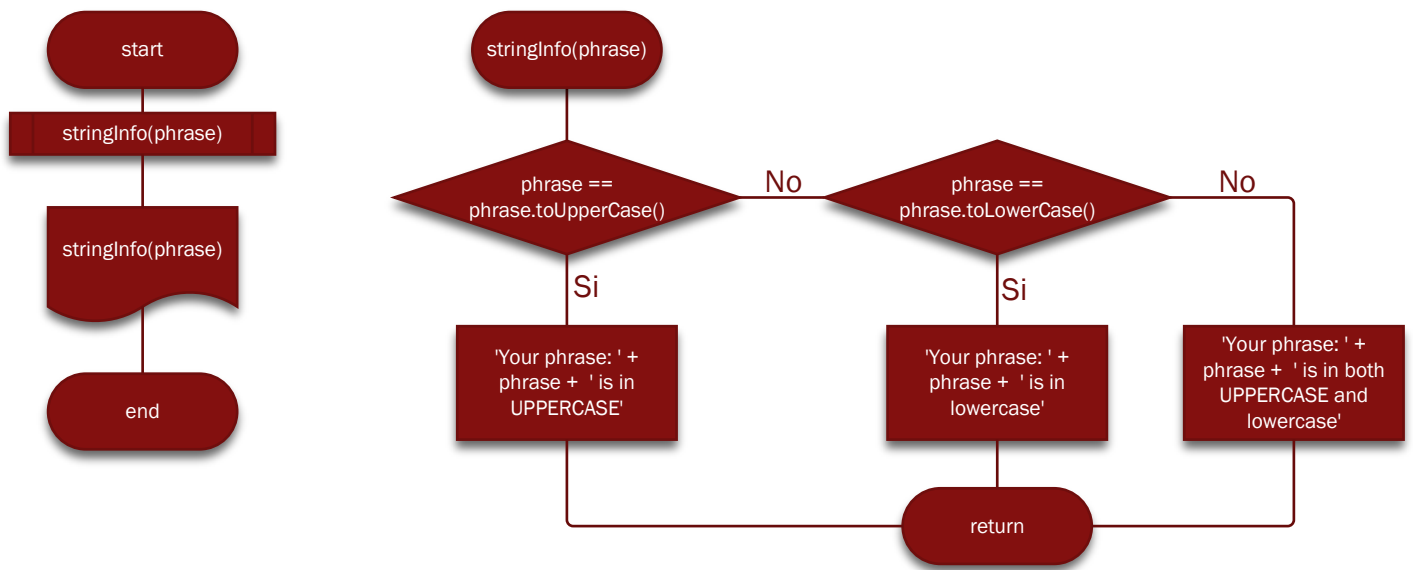 start
stringInfo(phrase)
stringInfo(phrase)
end
stringInfo(phrase)
phrase ==
phrase.toUpperCase()
No
phrase ==
phrase.toLowerCase()
No
Si
Si
'Your phrase: ' +
phrase +  ' is in
UPPERCASE'
'Your phrase: ' +
phrase +  ' is in
lowercase'
'Your phrase: ' +
phrase +  ' is in both
UPPERCASE and
lowercase'
return